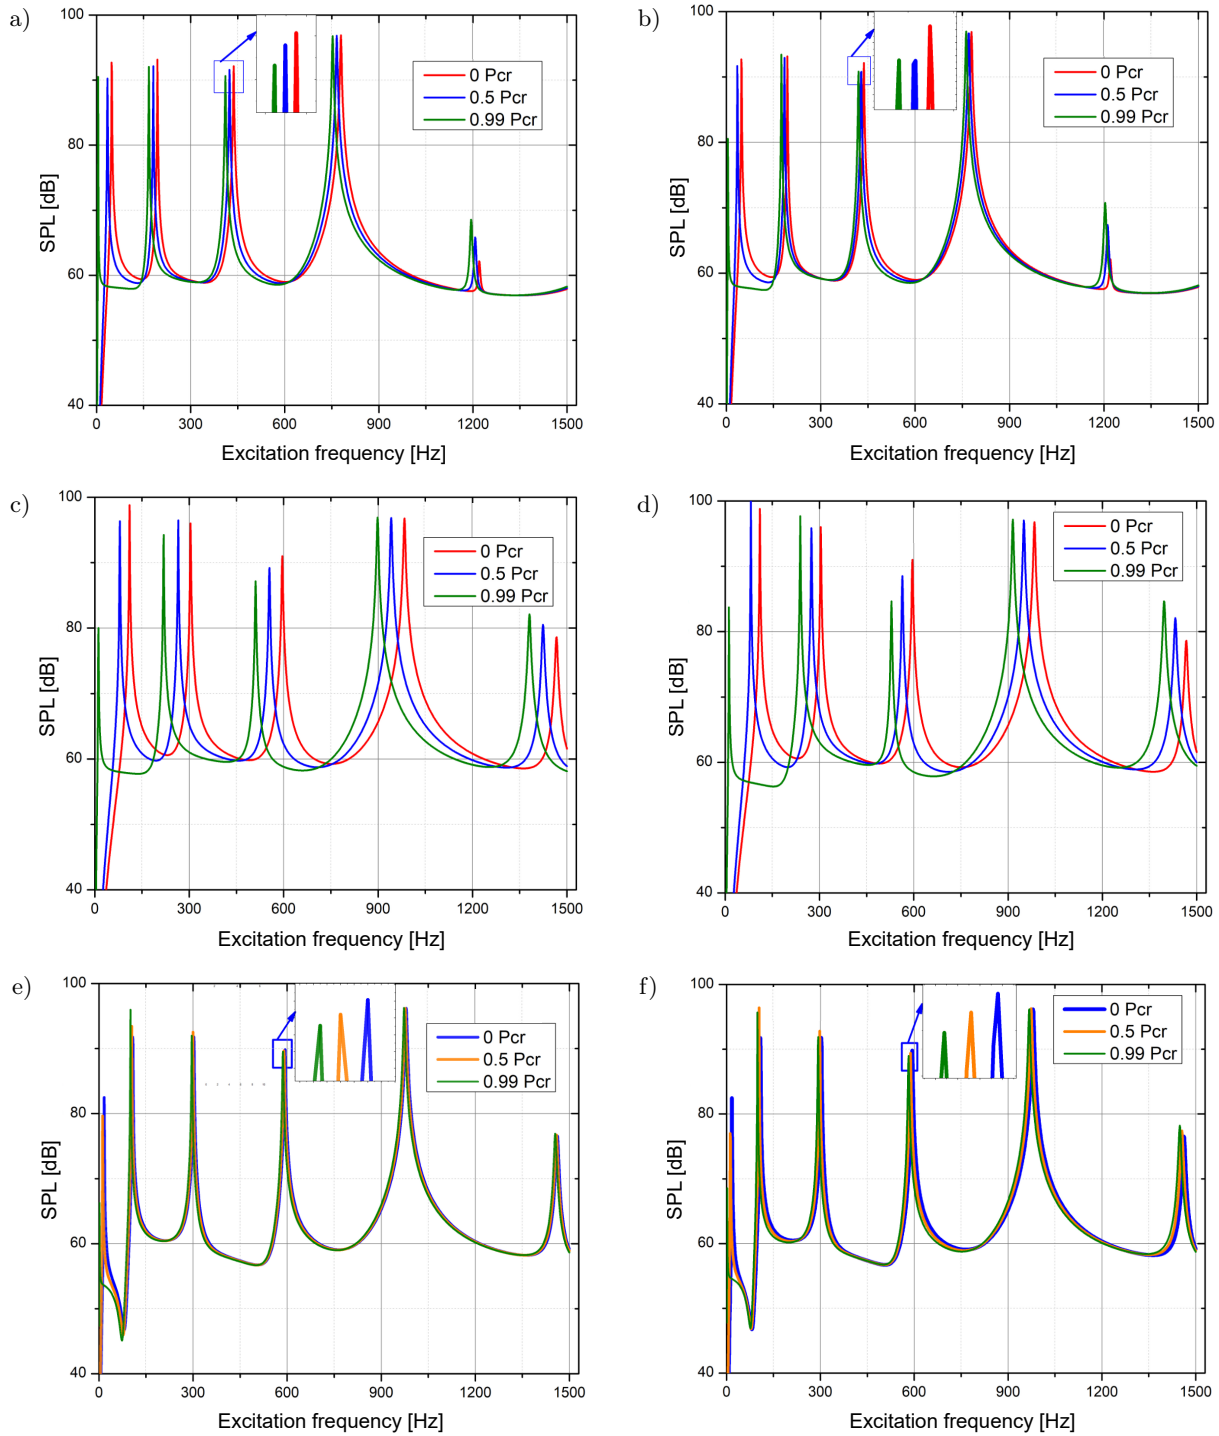 a)
100
80
60
40
SPL [dB]
0 Pcr
0.5 Pcr
0.99 Pcr
0 300 600 900 1200 1500
Excitation frequency [Hz]
b)
100
80
60
40
SPL [dB]
0 Pcr
0.5 Pcr
0.99 Pcr
0 300 600 900 1200 1500
Excitation frequency [Hz]
c)
100
80
60
40
SPL [dB]
0 Pcr
0.5 Pcr
0.99 Pcr
0 300 600 900 1200 1500
Excitation frequency [Hz]
d)
100
80
60
40
SPL [dB]
0 Pcr
0.5 Pcr
0.99 Pcr
0 300 600 900 1200 1500
Excitation frequency [Hz]
e)
100
80
60
40
SPL [dB]
0 Pcr
0.5 Pcr
0.99 Pcr
0 300 600 900 1200 1500
Excitation frequency [Hz]
f)
100
80
60
40
SPL [dB]
0 Pcr
0.5 Pcr
0.99 Pcr
0 300 600 900 1200 1500
Excitation frequency [Hz]